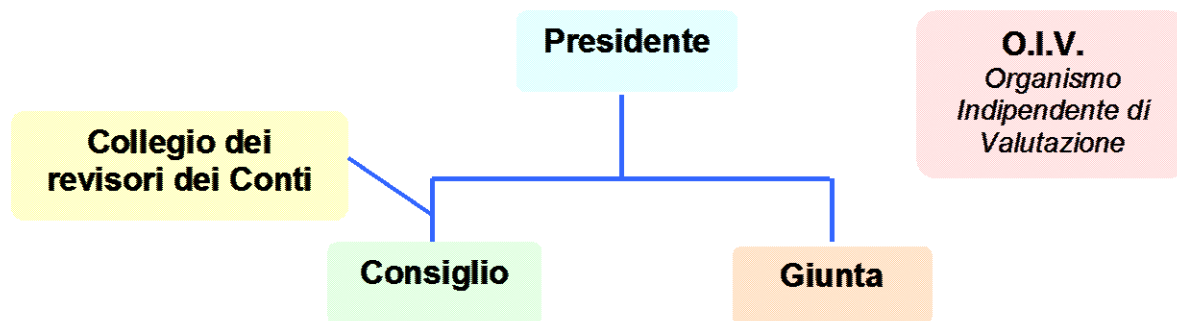 Presidente
O.I.V.
Organismo
Indipendente di
Valutazione
Collegio dei
revisori dei Conti
Consiglio
Giunta